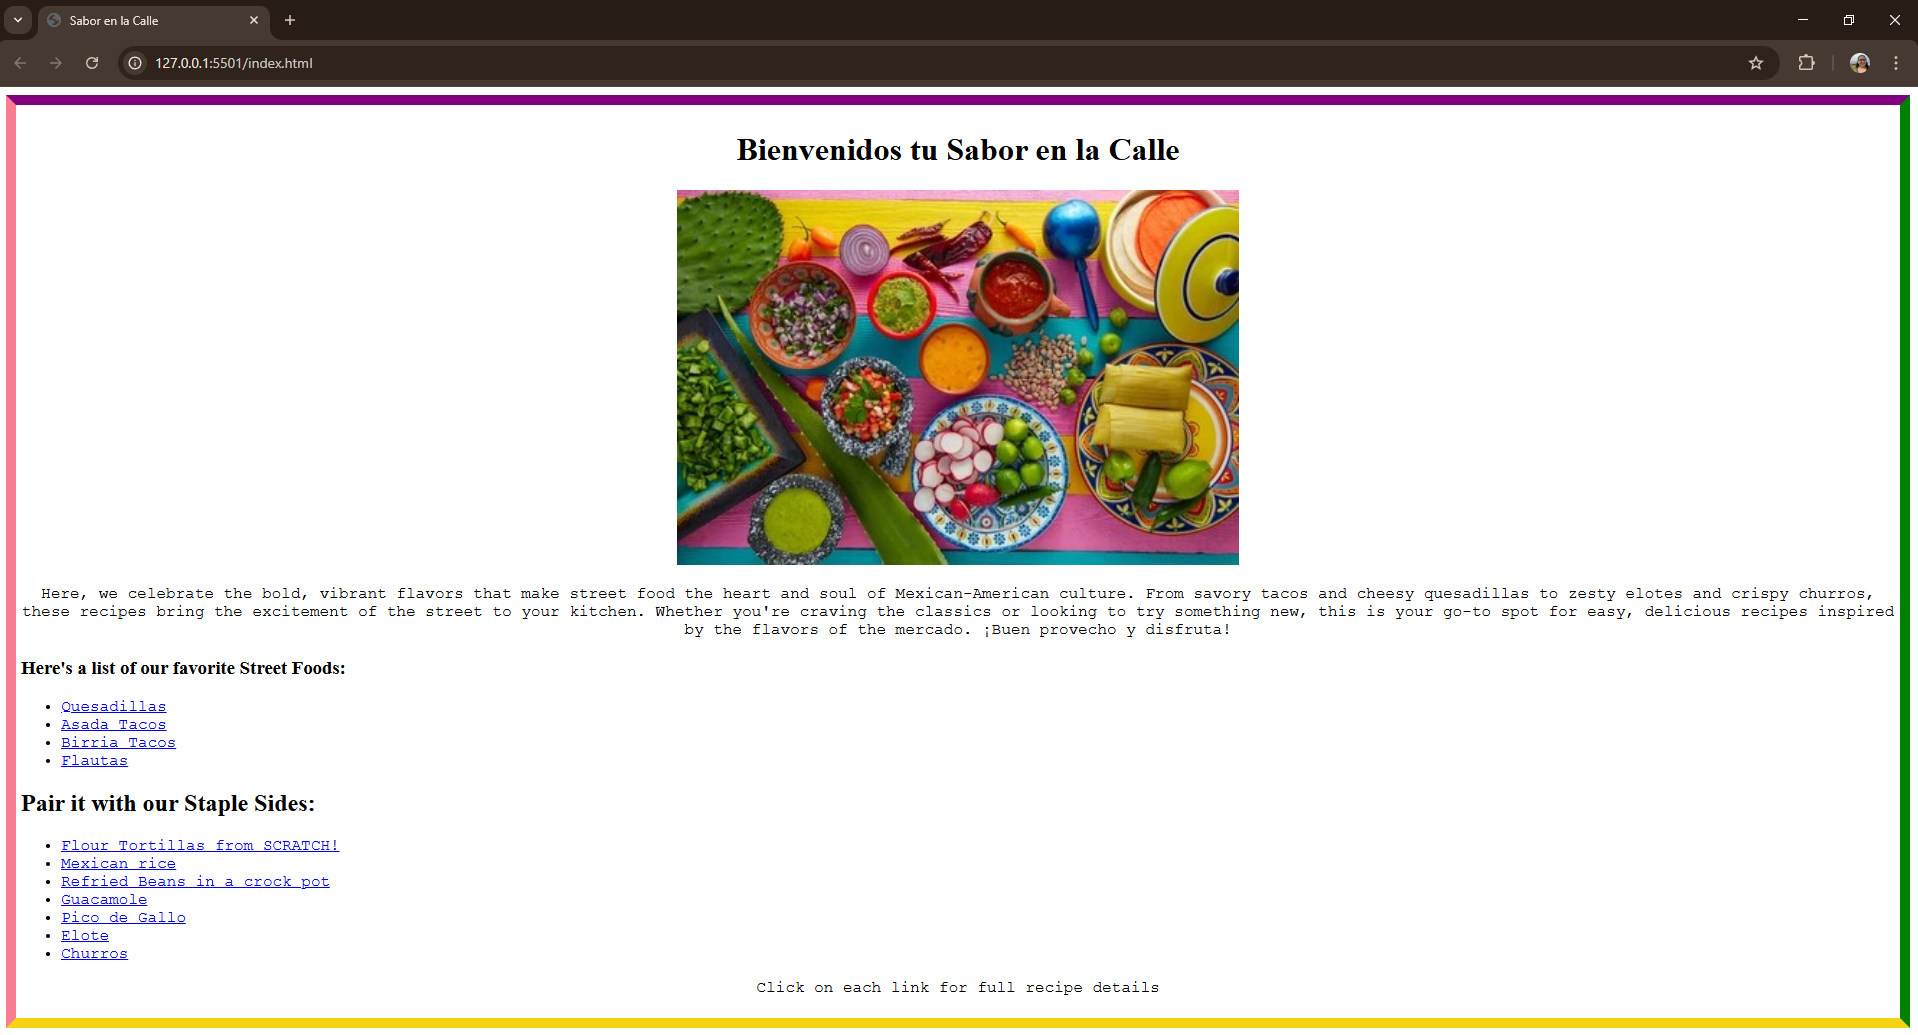 Sabor en la Calle
127.0.0.1:5501/index.html
Bienvenidos tu Sabor en la Calle
Here, we celebrate the bold, vibrant flavors that make street food the heart and soul of Mexican-American culture. From savory tacos and cheesy quesadillas to zesty elotes and crispy churros,
these recipes bring the excitement of the street to your kitchen. Whether you're craving the classics or looking to try something new, this is your go-to spot for easy, delicious recipes inspired
by the flavors of the mercado. ¡Buen provecho y disfruta!
Here's a list of our favorite Street Foods:
Quesadillas
Asada Tacos
Birria Tacos
Flautas
Pair it with our Staple Sides:
Flour Tortillas from SCRATCH!
Mexican rice
Refried Beans in a crock pot
Guacamole
Pico de Gallo
Elote
Churros
Click on each link for full recipe details